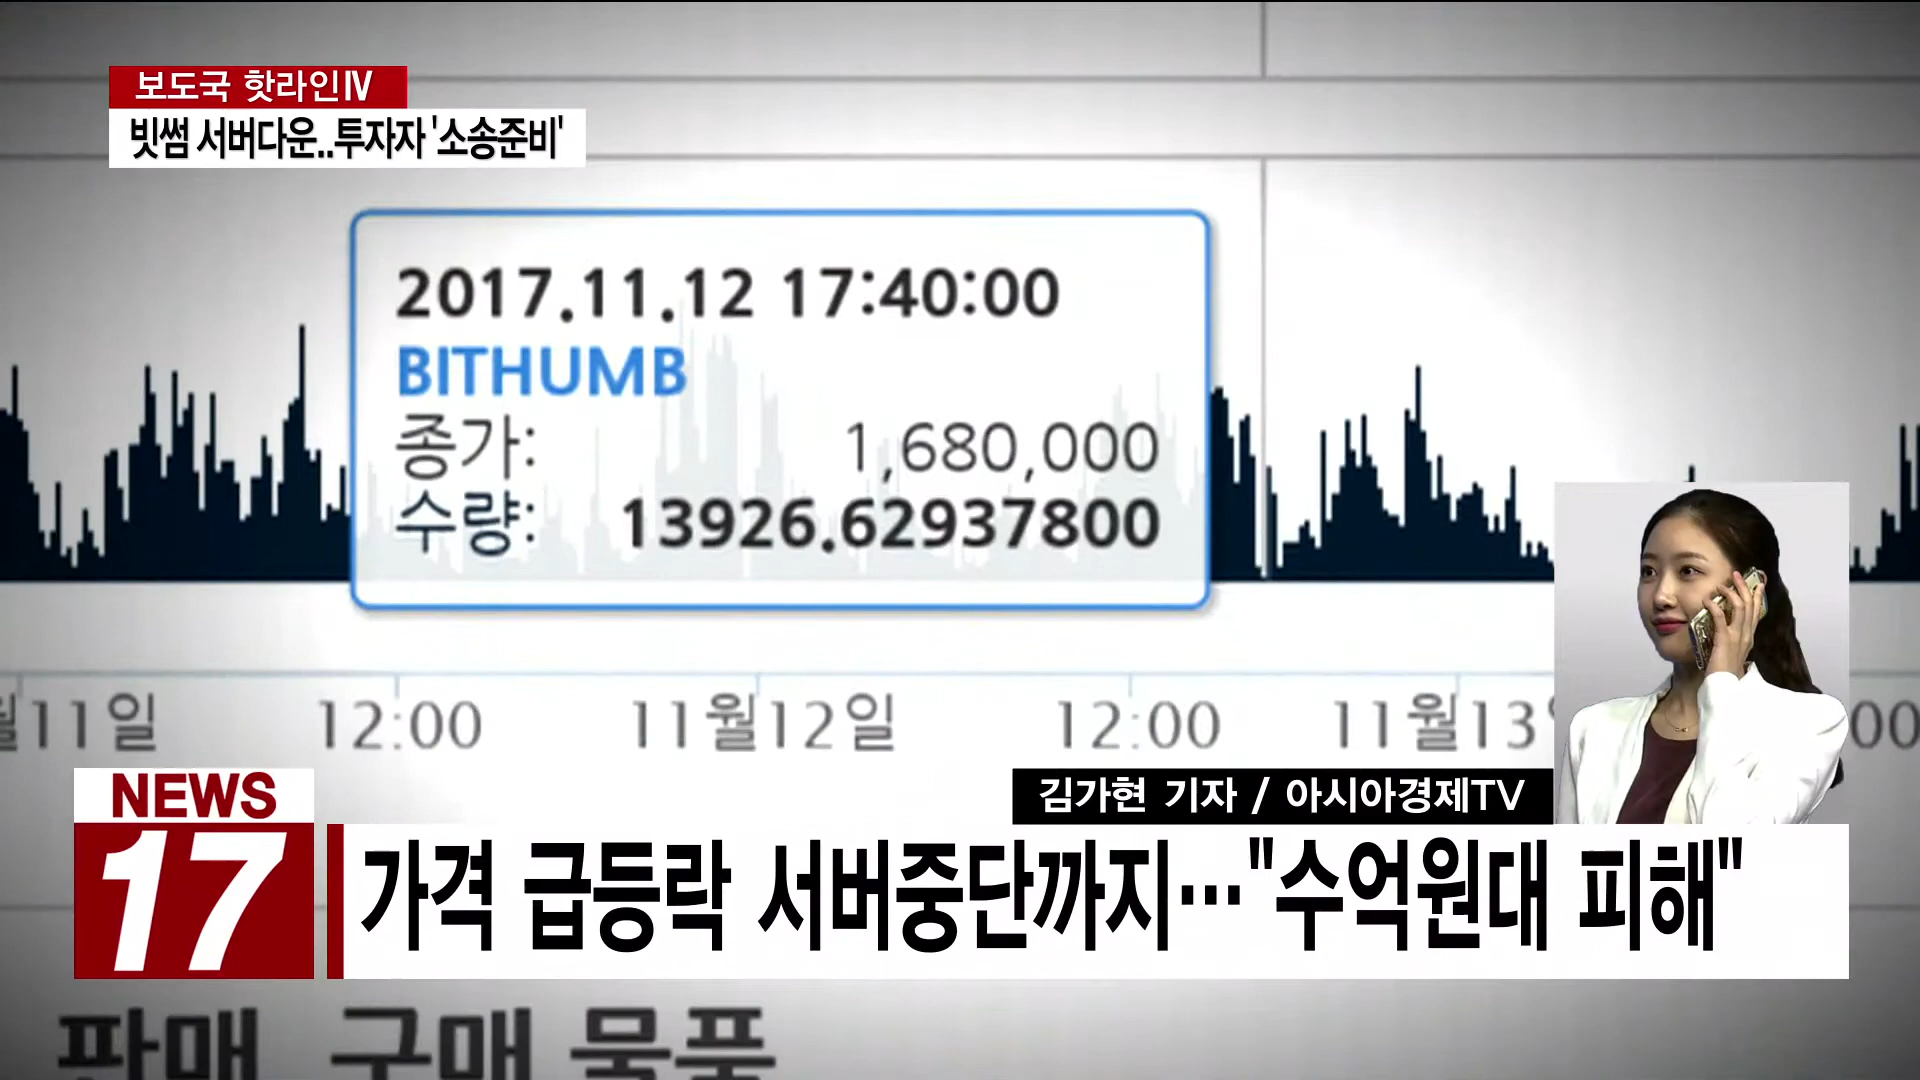 보도국 핫라인Ⅳ
빗썸 서버다운..투자자 '소송준비'
2017.11.12 17:40:00
BITHUMB
종가: 1,680,000
수량: 13926.62937800
월11일 12:00 11월12일 12:00 11월13 00
NEWS
17
김가현 기자 / 아시아경제TV
가격 급등락 서버중단까지…"수억원대 피해"
판매 구매 물품